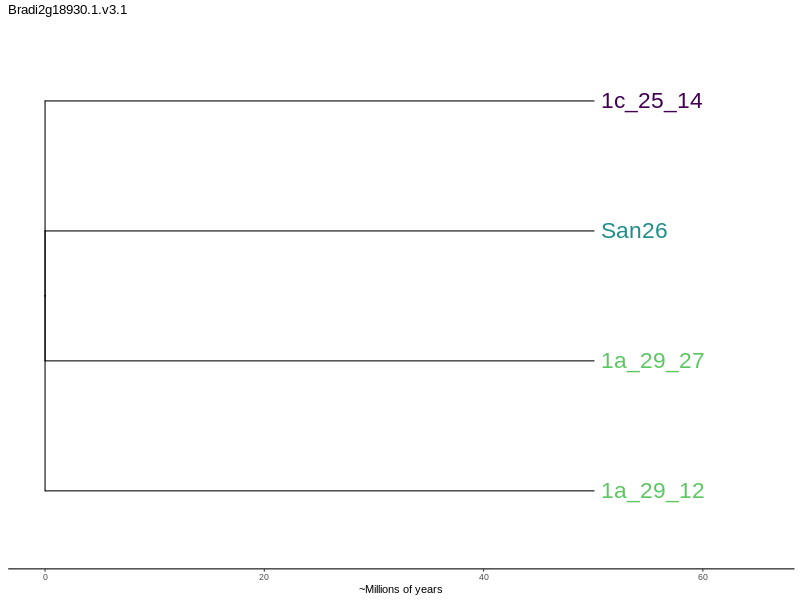 Bradi2g18930.1.v3.1
1c_25_14
San26
1a_29_27
1a_29_12
0 20 40 60
~Millions of years